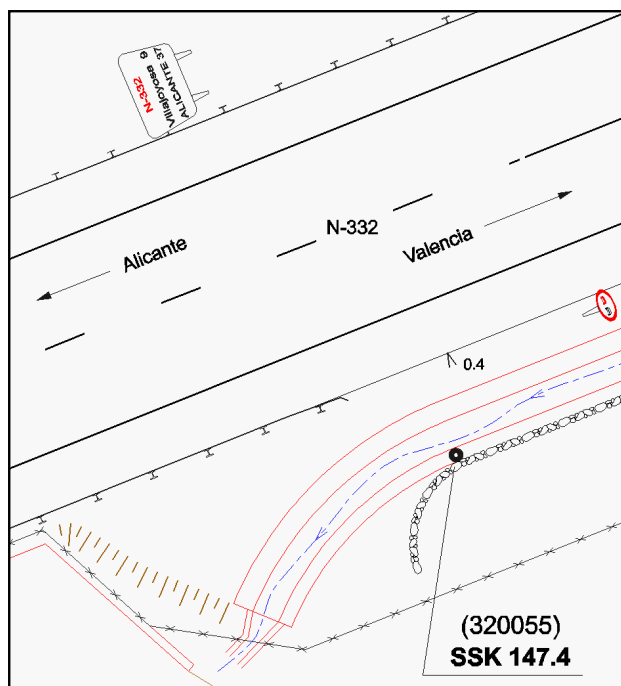 N-332
Villajoyosa 9
ALICANTE 37
N-332
Alicante
Valencia
0.4
(320055)
SSK 147.4